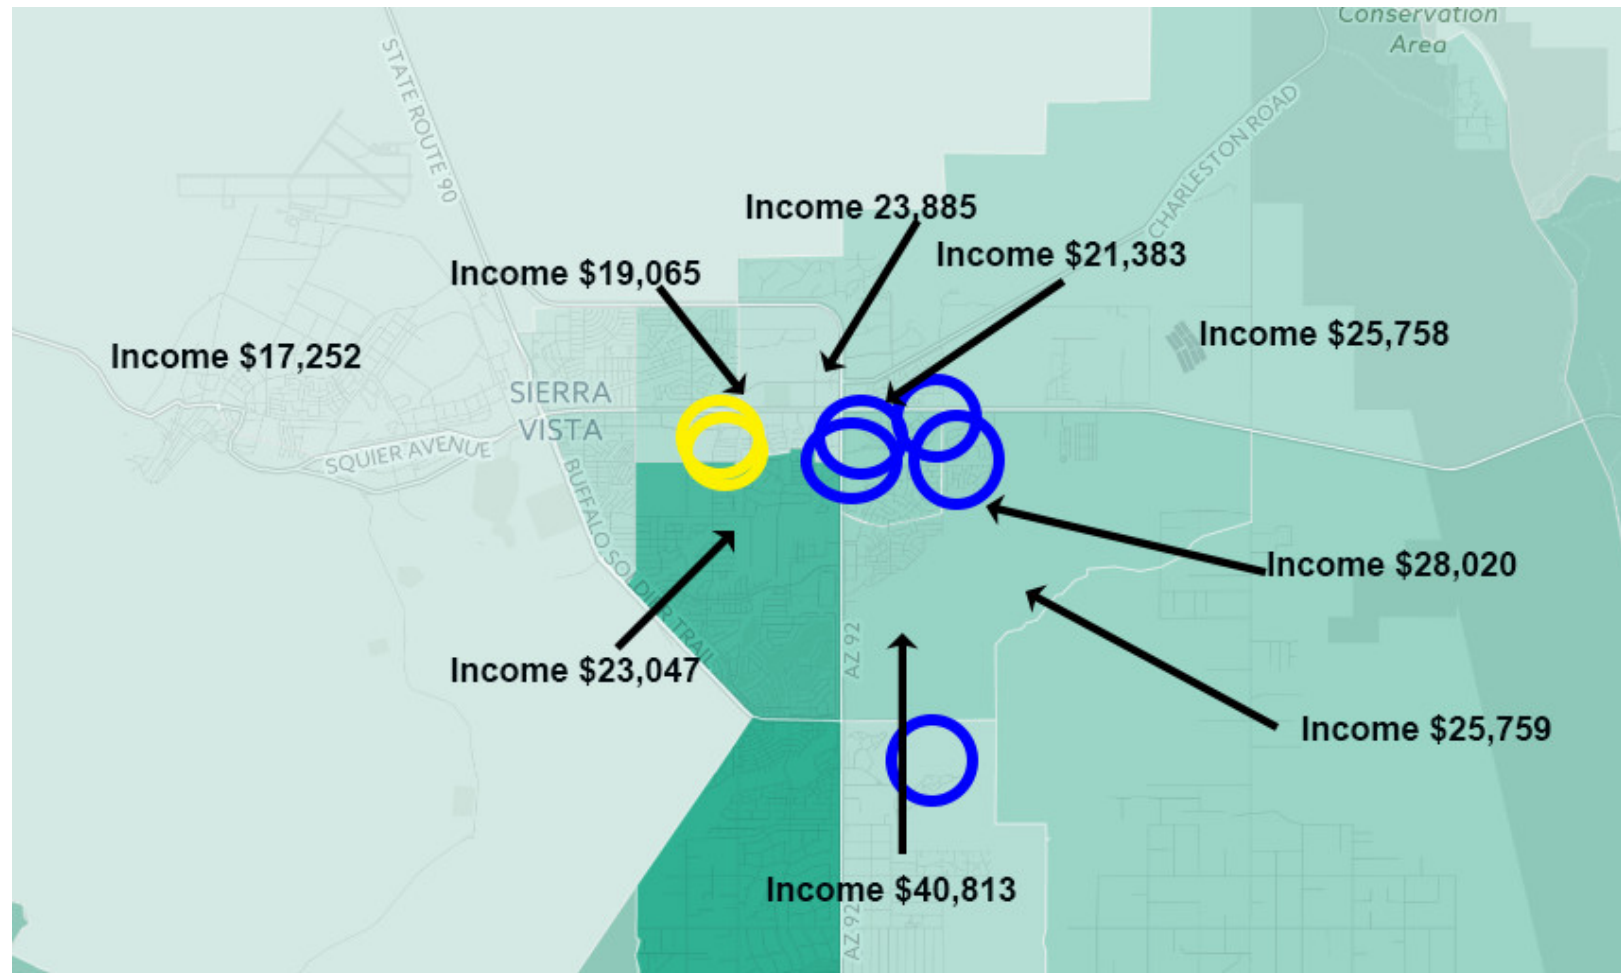 Conservation
Area
STATE ROUTE 90
CHARLESTON ROAD
Income 23,885
Income $21,383
Income $19,065
Income $25,758
Income $17,252
SIERRA
VISTA
SQUIER AVENUE
BUFFALO SOLDIER TRAIL
Income $28,020
AZ 92
Income $23,047
Income $25,759
Income $40,813
AZ 92